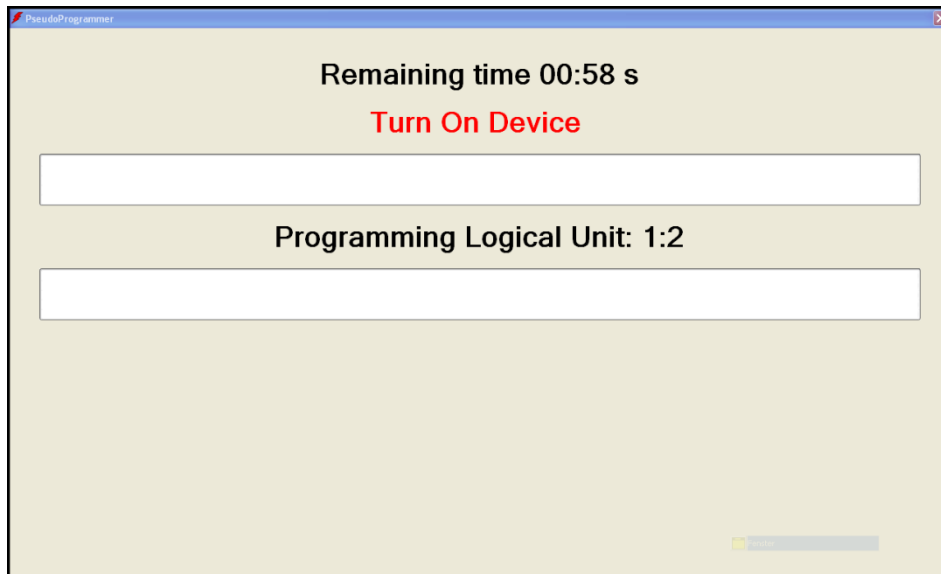 PseudoProgrammer
Remaining time 00:58 s
Turn On Device
Programming Logical Unit: 1:2